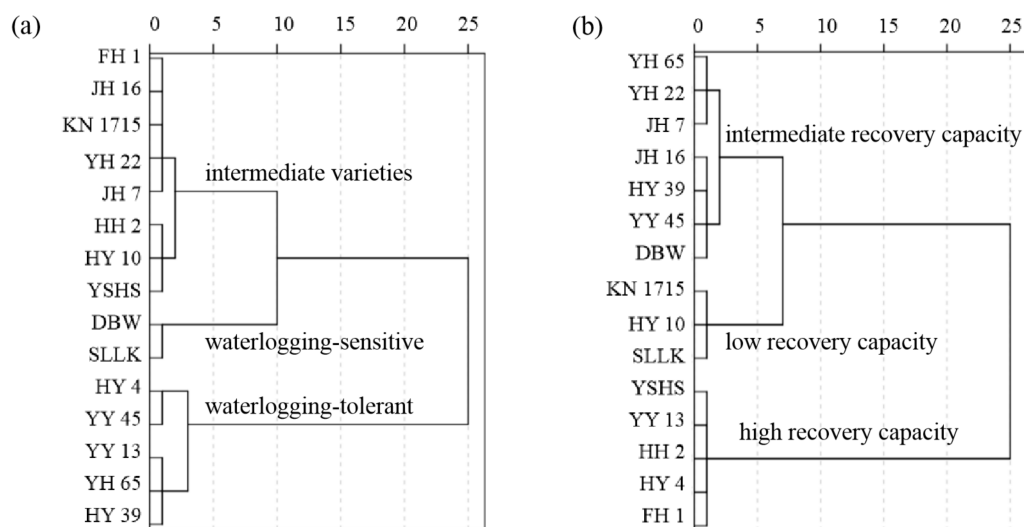 (a)
0 5 10 15 20 25
FH 1
JH 16
KN 1715
YH 22
intermediate varieties
JH 7
HH 2
HY 10
YSHS
DBW
waterlogging-sensitive
SLLK
HY 4
waterlogging-tolerant
YY 45
YY 13
YH 65
HY 39
(b)
0 5 10 15 20 25
YH 65
YH 22
JH 7
intermediate recovery capacity
JH 16
HY 39
YY 45
DBW
KN 1715
HY 10
low recovery capacity
SLLK
YSHS
YY 13
high recovery capacity
HH 2
HY 4
FH 1